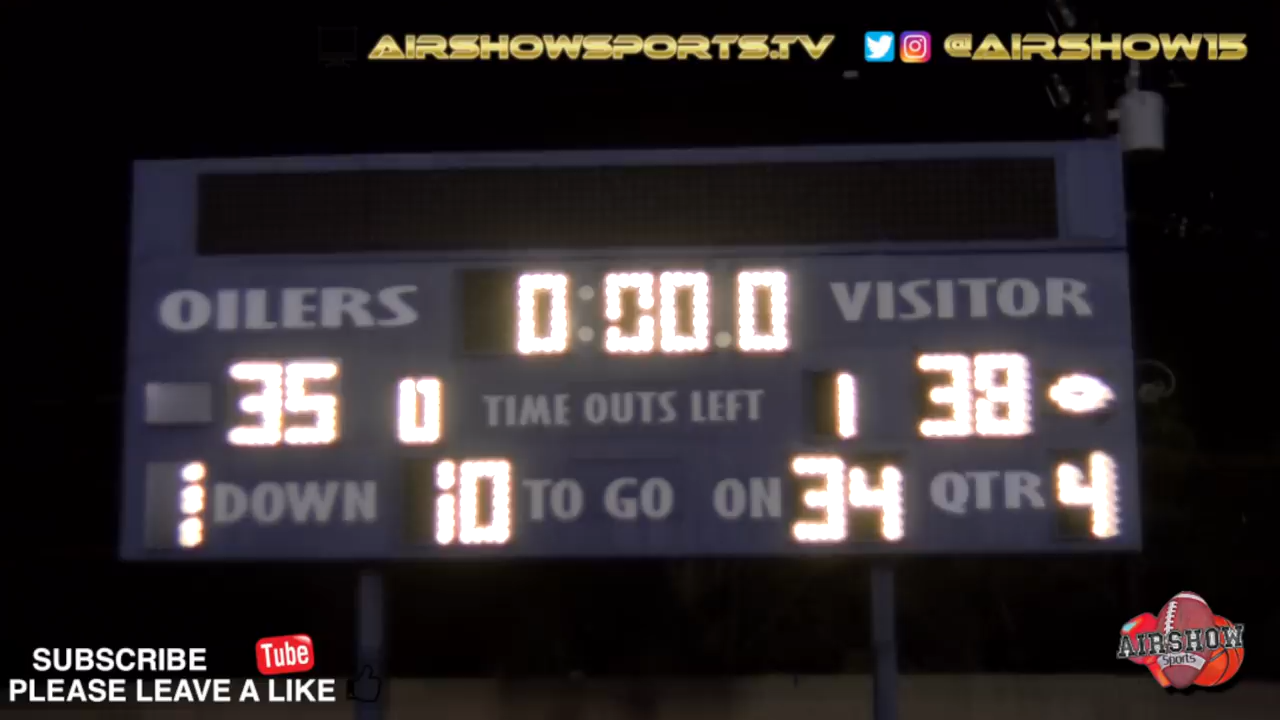 AIRSHOWSPORTS.TV @AIRSHOW15
OILERS 0:00.0 VISITOR
35 0 TIME OUTS LEFT 1 38
1 DOWN 10 TO GO ON 34 QTR 4
AIRSHOW
Sports
SUBSCRIBE Tube
PLEASE LEAVE A LIKE